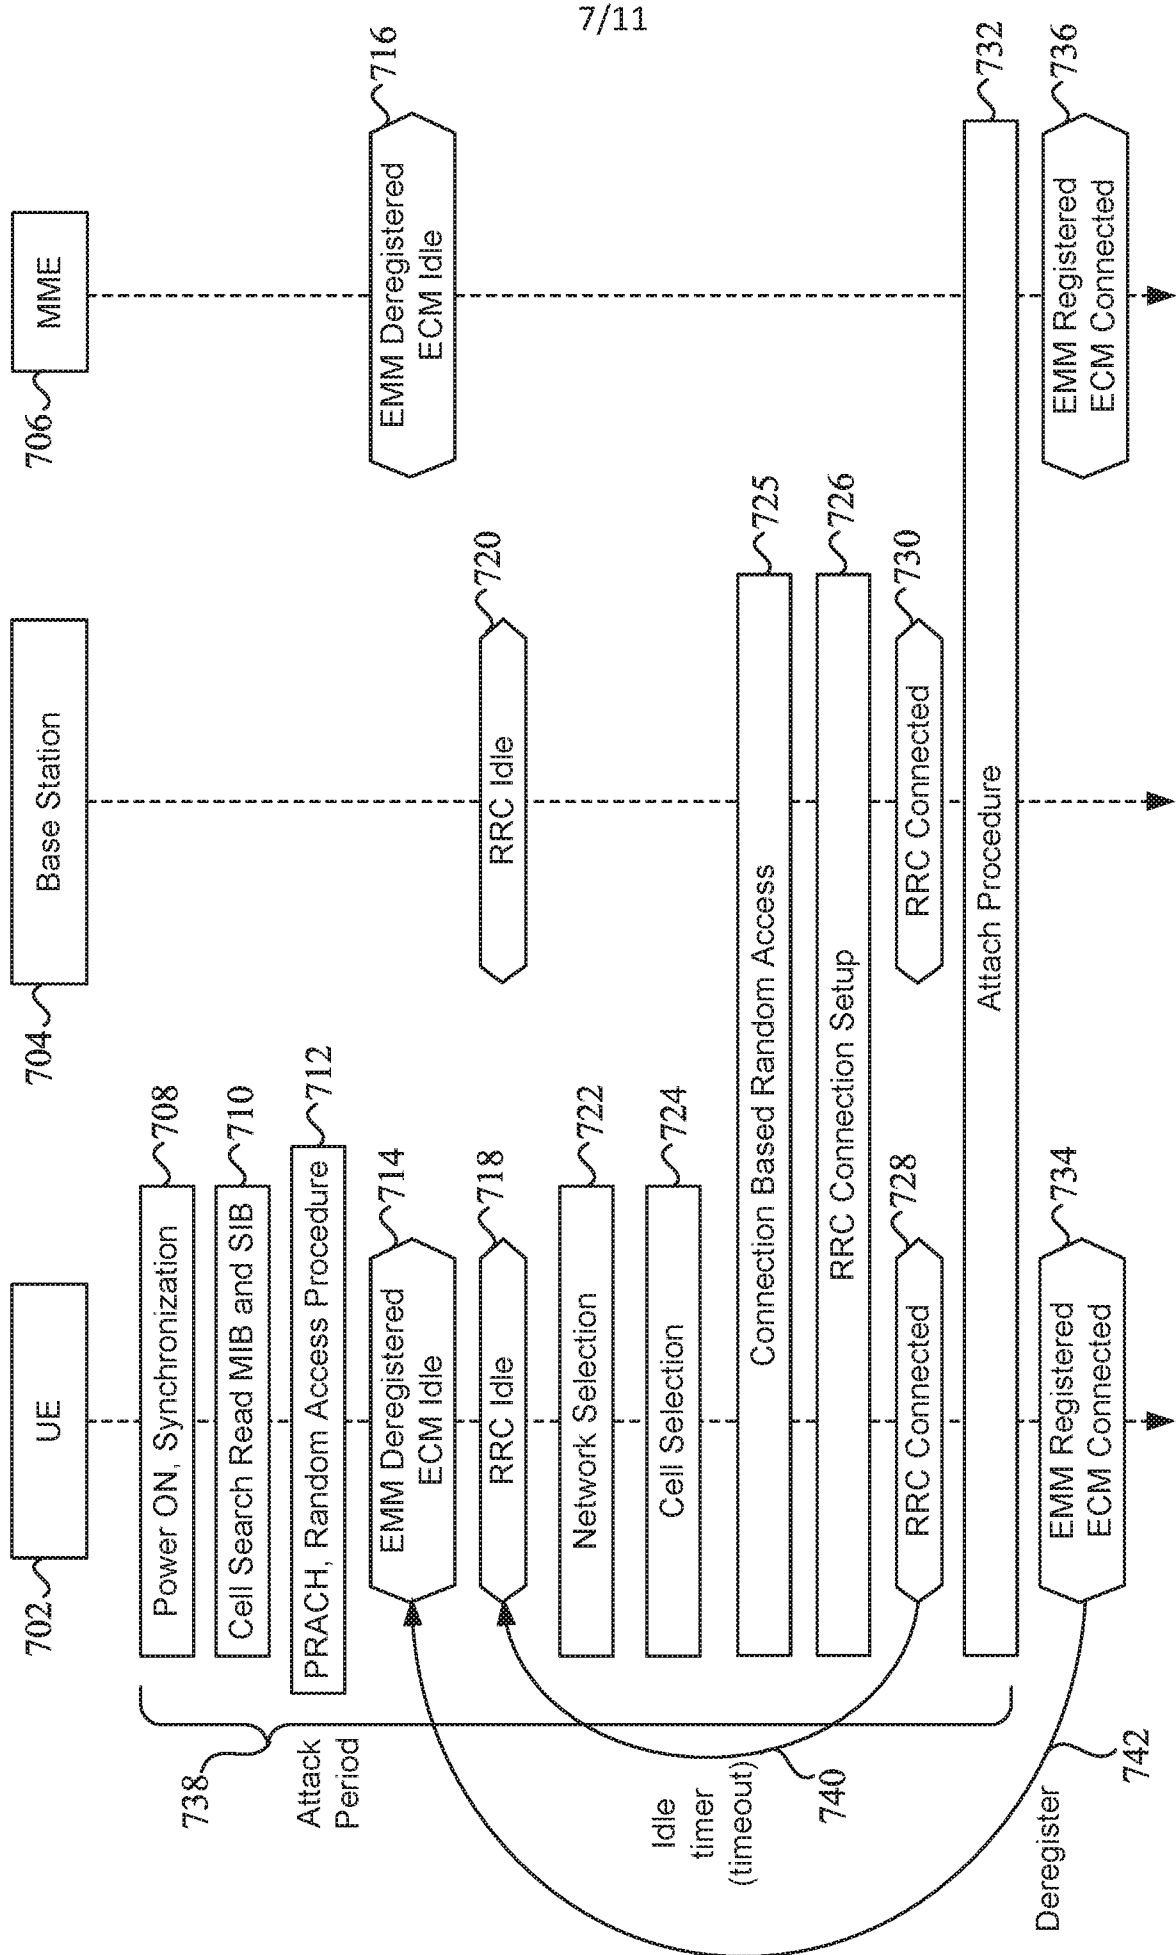 7/11
702
UE
704
Base Station
706
MME
Power ON, Synchronization
708
Cell Search Read MIB and SIB
710
PRACH, Random Access Procedure
712
EMM Deregistered
ECM Idle
714
EMM Deregistered
ECM Idle
716
RRC Idle
718
RRC Idle
720
Network Selection
722
Cell Selection
724
Connection Based Random Access
725
RRC Connection Setup
726
RRC Connected
728
RRC Connected
730
Attach Procedure
732
EMM Registered
ECM Connected
734
EMM Registered
ECM Connected
736
738
Attack
Period
Idle
timer
(timeout)
740
Deregister
742